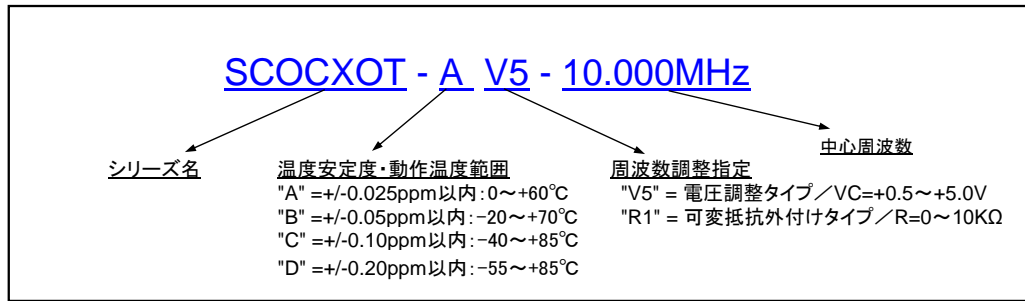 SCOCXOT - A V5 - 10.000MHz
中心周波数
シリーズ名
温度安定度・動作温度範囲
"A" =+/-0.025ppm以内:0～+60℃
"B" =+/-0.05ppm以内:-20～+70℃
"C" =+/-0.10ppm以内:-40～+85℃
"D" =+/-0.20ppm以内:-55～+85℃
周波数調整指定
"V5" = 電圧調整タイプ／VC=+0.5～+5.0V
"R1" = 可変抵抗外付けタイプ／R=0～10KΩ